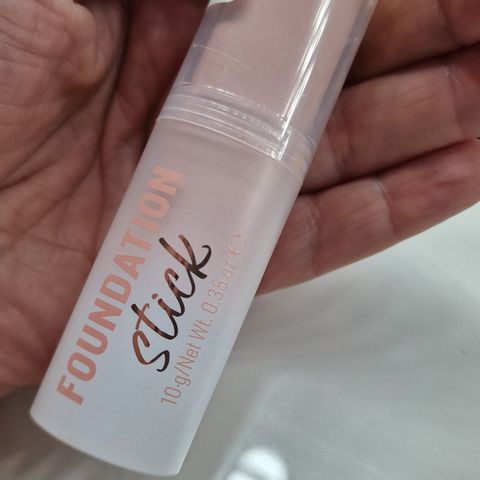 FOUNDATION
stick
10 g/Net Wt. 0.35 oz. ℮